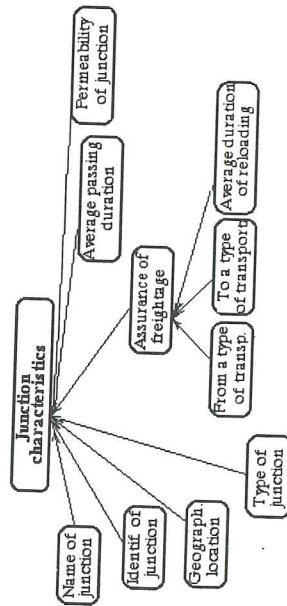 Junction
characteristics
Name of
junction
Identif of
junction
Geograph.
location
Type of
junction
Assurance of
freightage
Average passing
duration
Permeability
of junction
From a type
of transp.
To a type
of transport
Average duration
of reloading